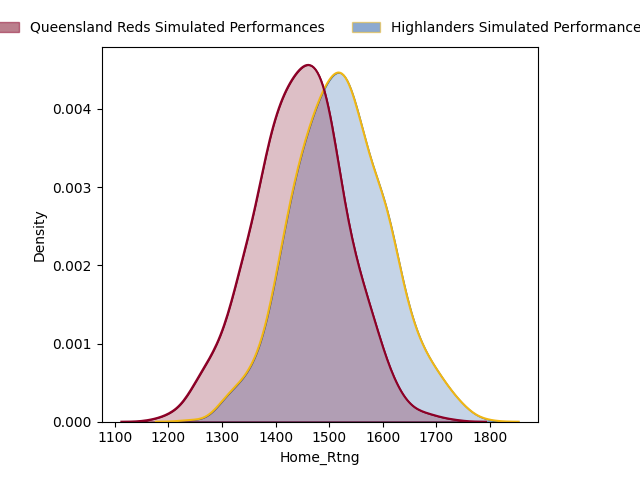 Queensland Reds Simulated Performances
Highlanders Simulated Performance
0.004
0.003
0.002
0.001
0.000
Density
1100 1200 1300 1400 1500 1600 1700 1800
Home_Rtng